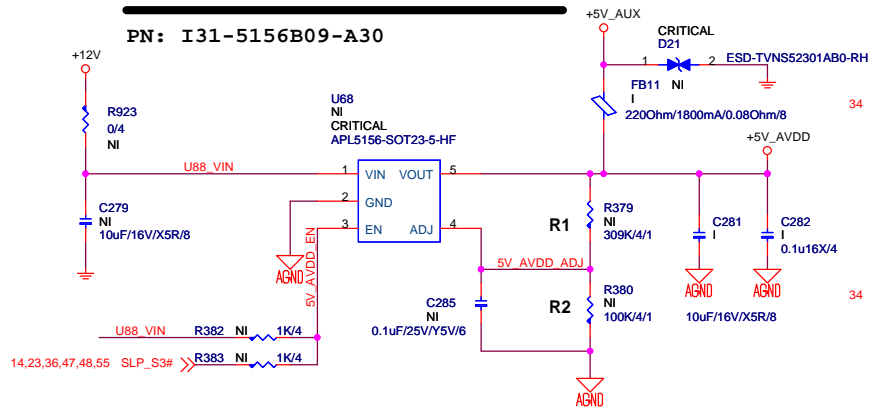 PN: I31-5156B09-A30
+12V
R923
0/4
NI
U88_VIN
C279
NI
10uF/16V/X5R/8
U68
NI
CRITICAL
APL5156-SOT23-5-HF
1
2
3
VIN VOUT
GND
EN ADJ
5
4
AGND
5V_AVDD_EN
U88_VIN
R382 NI 1K/4
14,23,36,47,48,55 SLP_S3# R383 NI 1K/4
+5V_AUX
CRITICAL
D21
1 2
ESD-TVNS52301AB0-RH
NI
FB11
I
220Ohm/1800mA/0.08Ohm/8
34
+5V_AVDD
R1
R379
NI
309K/4/1
5V_AVDD_ADJ
C285
NI
0.1uF/25V/Y5V/6
R2
R380
NI
100K/4/1
AGND
C281
I
AGND
10uF/16V/X5R/8
C282
I
0.1u16X/4
AGND
34